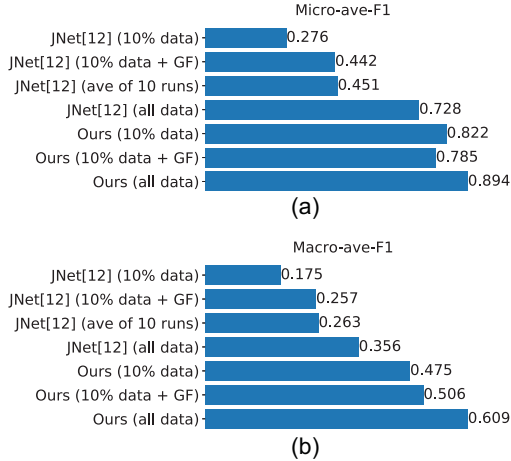 Micro-ave-F1
JNet[12] (10% data) 0.276
JNet[12] (10% data + GF) 0.442
JNet[12] (ave of 10 runs) 0.451
JNet[12] (all data) 0.728
Ours (10% data) 0.822
Ours (10% data + GF) 0.785
Ours (all data) 0.894
(a)
Macro-ave-F1
JNet[12] (10% data) 0.175
JNet[12] (10% data + GF) 0.257
JNet[12] (ave of 10 runs) 0.263
JNet[12] (all data) 0.356
Ours (10% data) 0.475
Ours (10% data + GF) 0.506
Ours (all data) 0.609
(b)